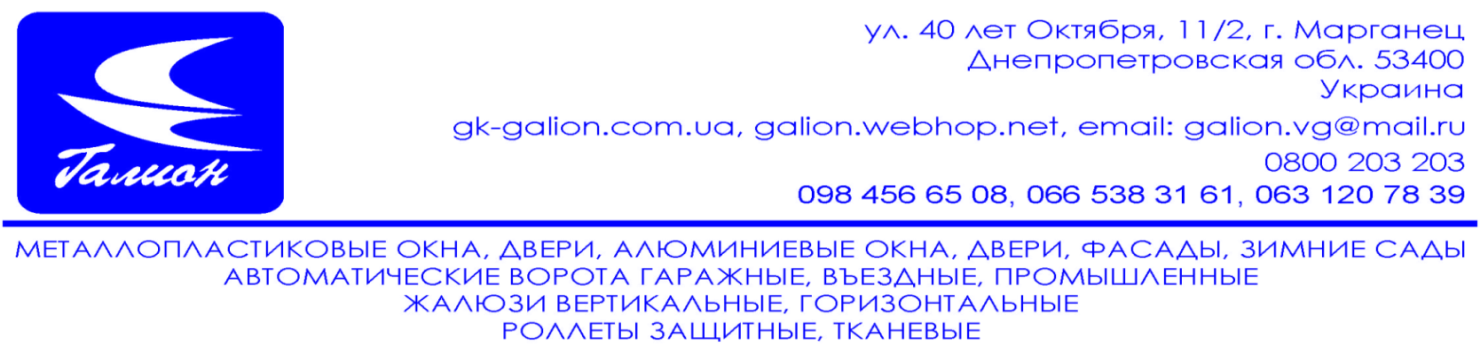 Галион
ул. 40 лет Октября, 11/2, г. Марганец
Днепропетровская обл. 53400
Украина
gk-galion.com.ua, galion.webhop.net, email: galion.vg@mail.ru
0800 203 203
098 456 65 08, 066 538 31 61, 063 120 78 39
МЕТАЛЛОПЛАСТИКОВЫЕ ОКНА, ДВЕРИ, АЛЮМИНИЕВЫЕ ОКНА, ДВЕРИ, ФАСАДЫ, ЗИМНИЕ САДЫ
АВТОМАТИЧЕСКИЕ ВОРОТА ГАРАЖНЫЕ, ВЪЕЗДНЫЕ, ПРОМЫШЛЕННЫЕ
ЖАЛЮЗИ ВЕРТИКАЛЬНЫЕ, ГОРИЗОНТАЛЬНЫЕ
РОЛЛЕТЫ ЗАЩИТНЫЕ, ТКАНЕВЫЕ